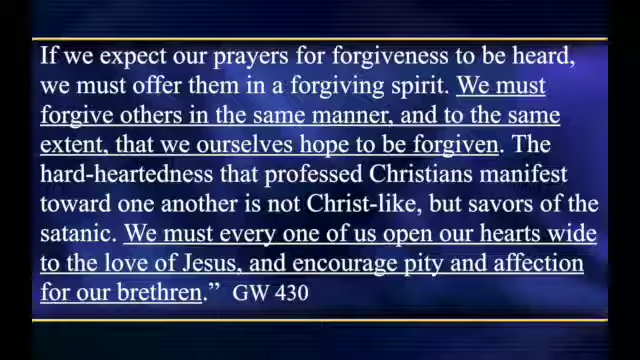 If we expect our prayers for forgiveness to be heard,
we must offer them in a forgiving spirit. We must
forgive others in the same manner, and to the same
extent, that we ourselves hope to be forgiven. The
hard-heartedness that professed Christians manifest
toward one another is not Christ-like, but savors of the
satanic. We must every one of us open our hearts wide
to the love of Jesus, and encourage pity and affection
for our brethren.” GW 430